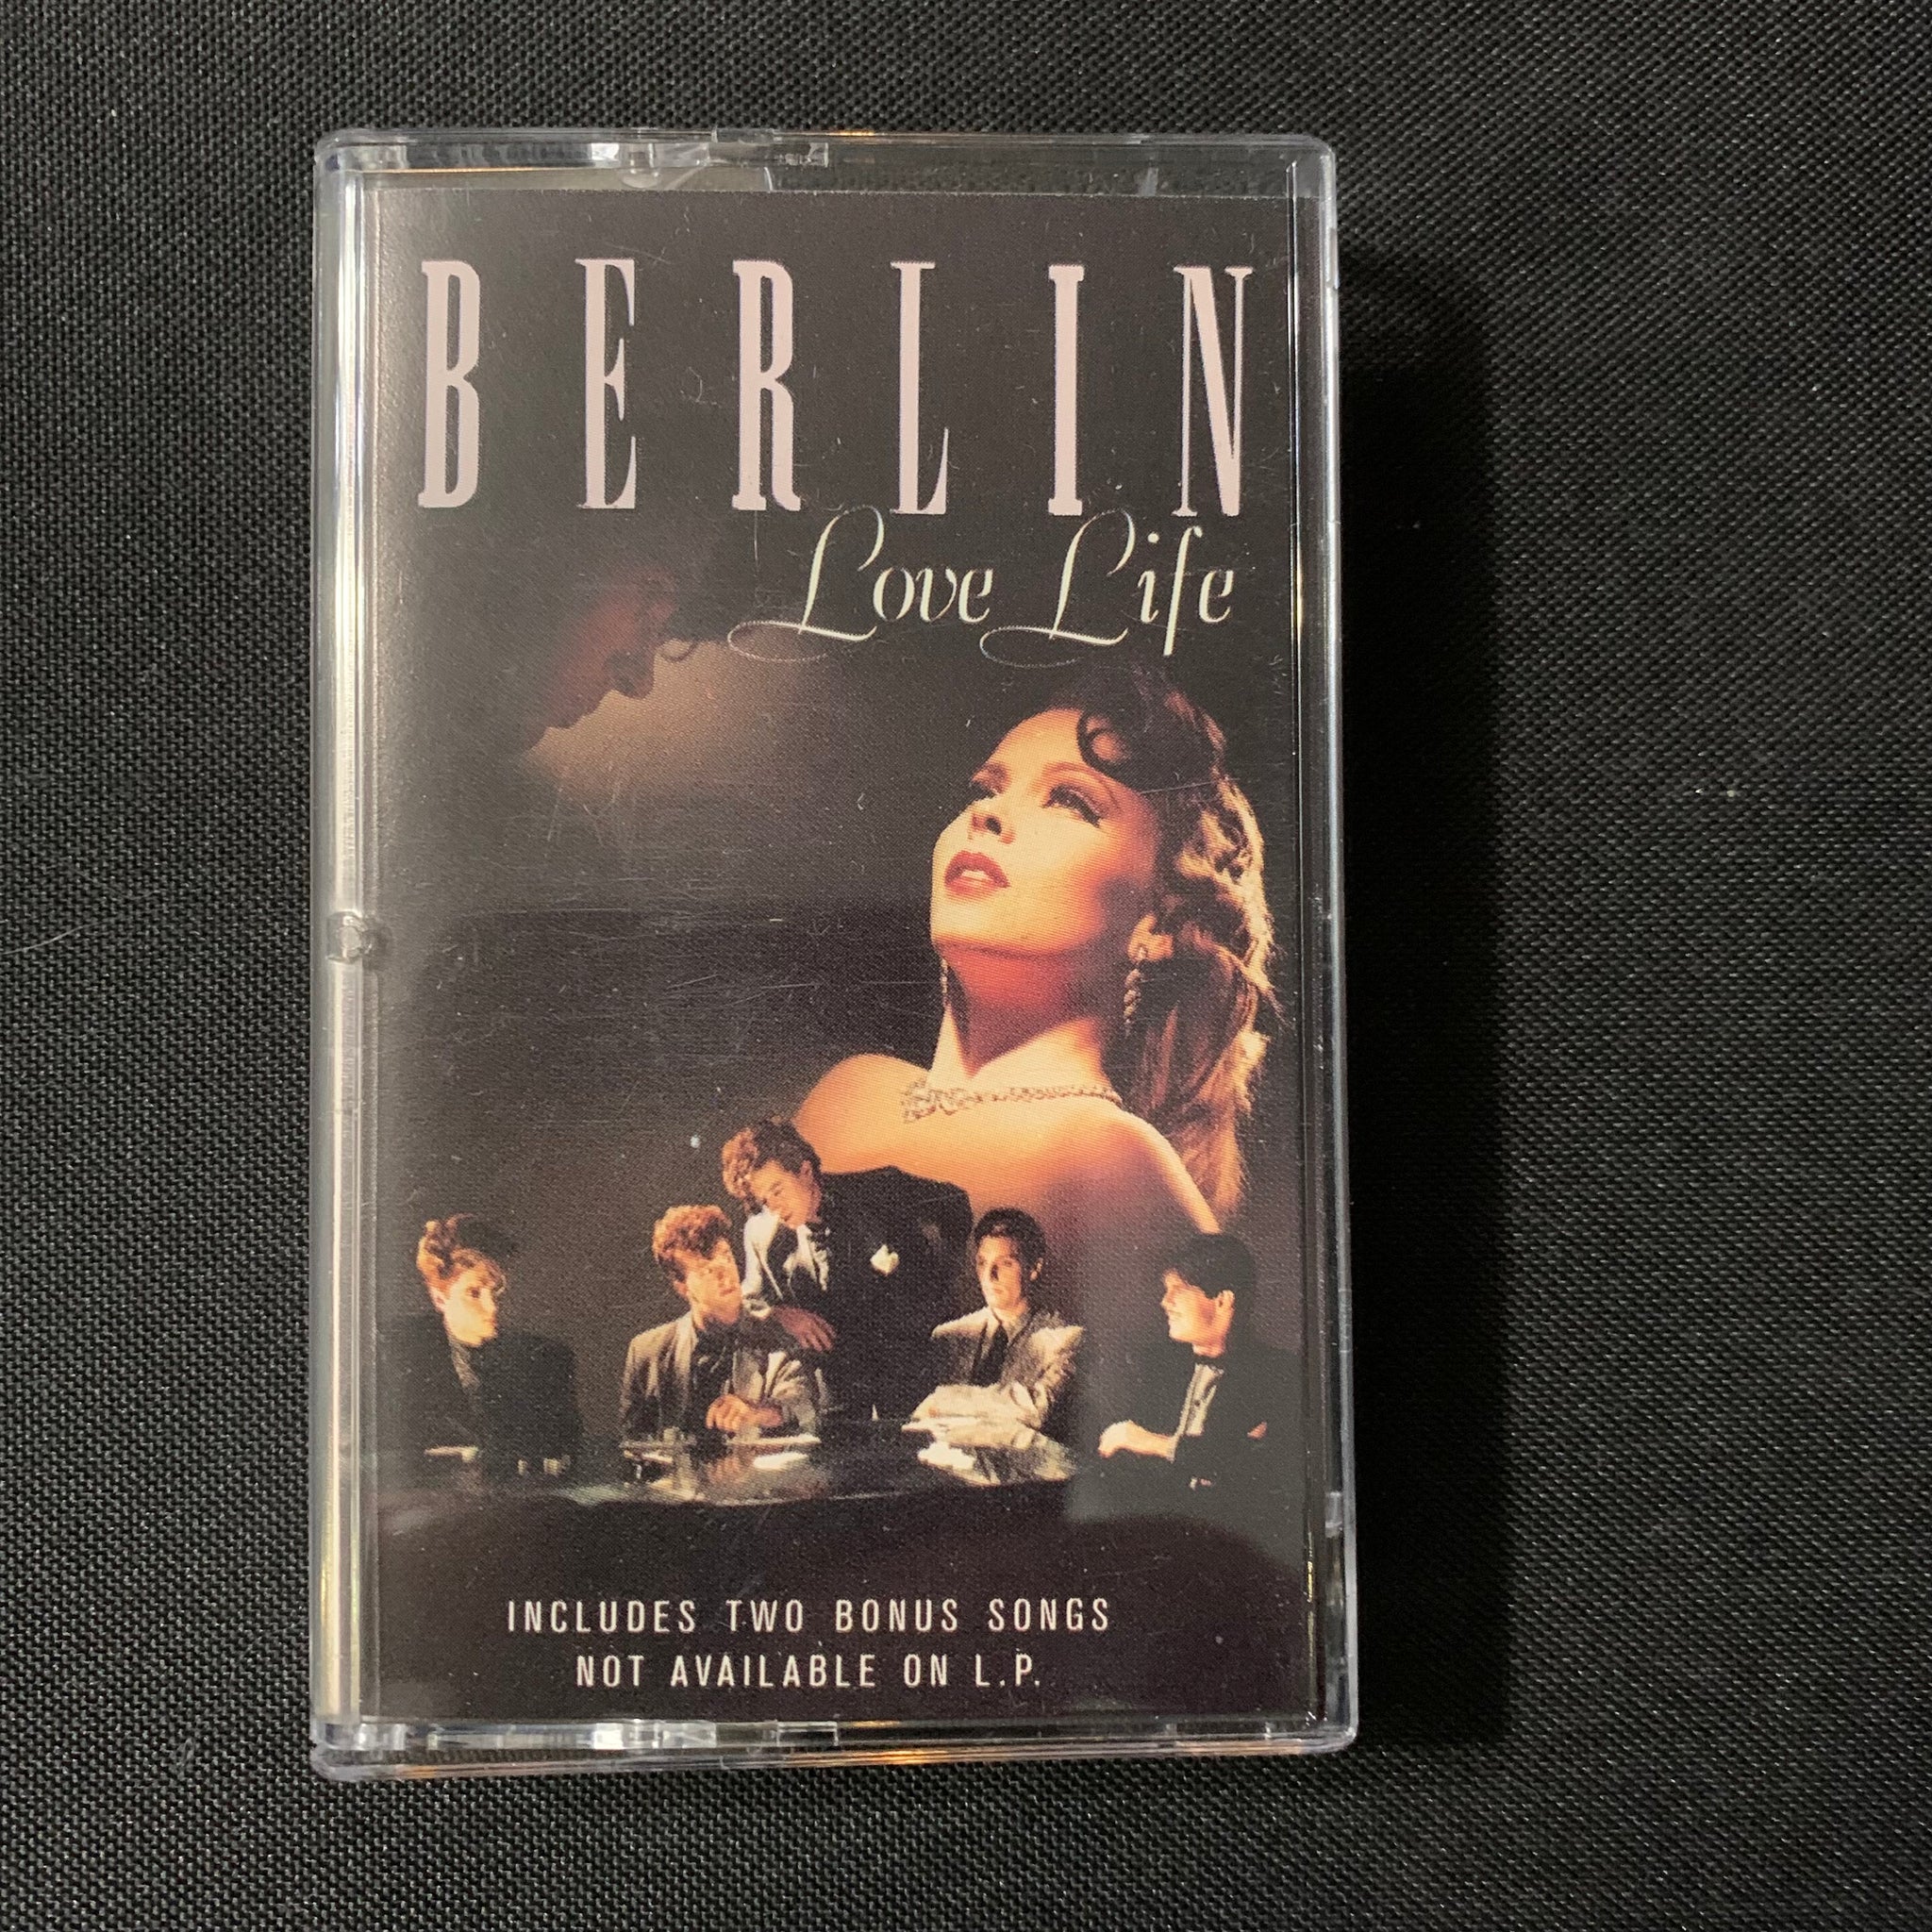 BERLIN
Love Life
INCLUDES TWO BONUS SONGS
NOT AVAILABLE ON L.P.